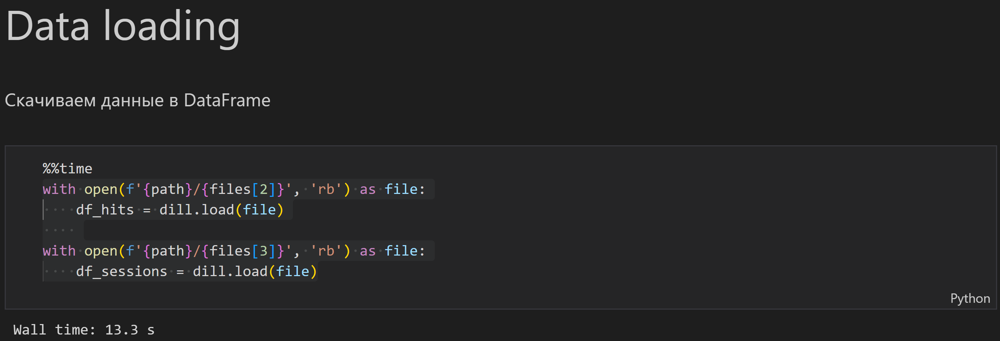 Data loading
Скачиваем данные в DataFrame
%%time
with open(f'{path}/{files[2]}', 'rb') as file:
    df_hits = dill.load(file)
with open(f'{path}/{files[3]}', 'rb') as file:
    df_sessions = dill.load(file)
Python
Wall time: 13.3 s